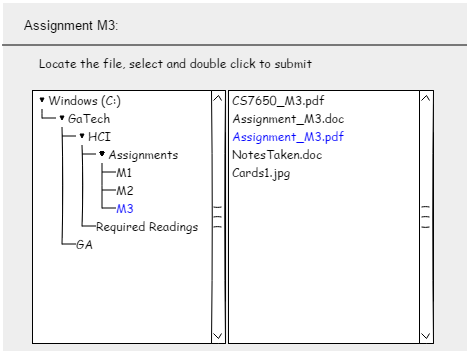 Assignment M3:
Locate the file, select and double click to submit
Windows (C:)
GaTech
HCI
Assignments
M1
M2
M3
Required Readings
GA
CS7650_M3.pdf
Assignment_M3.doc
Assignment_M3.pdf
NotesTaken.doc
Cards1.jpg